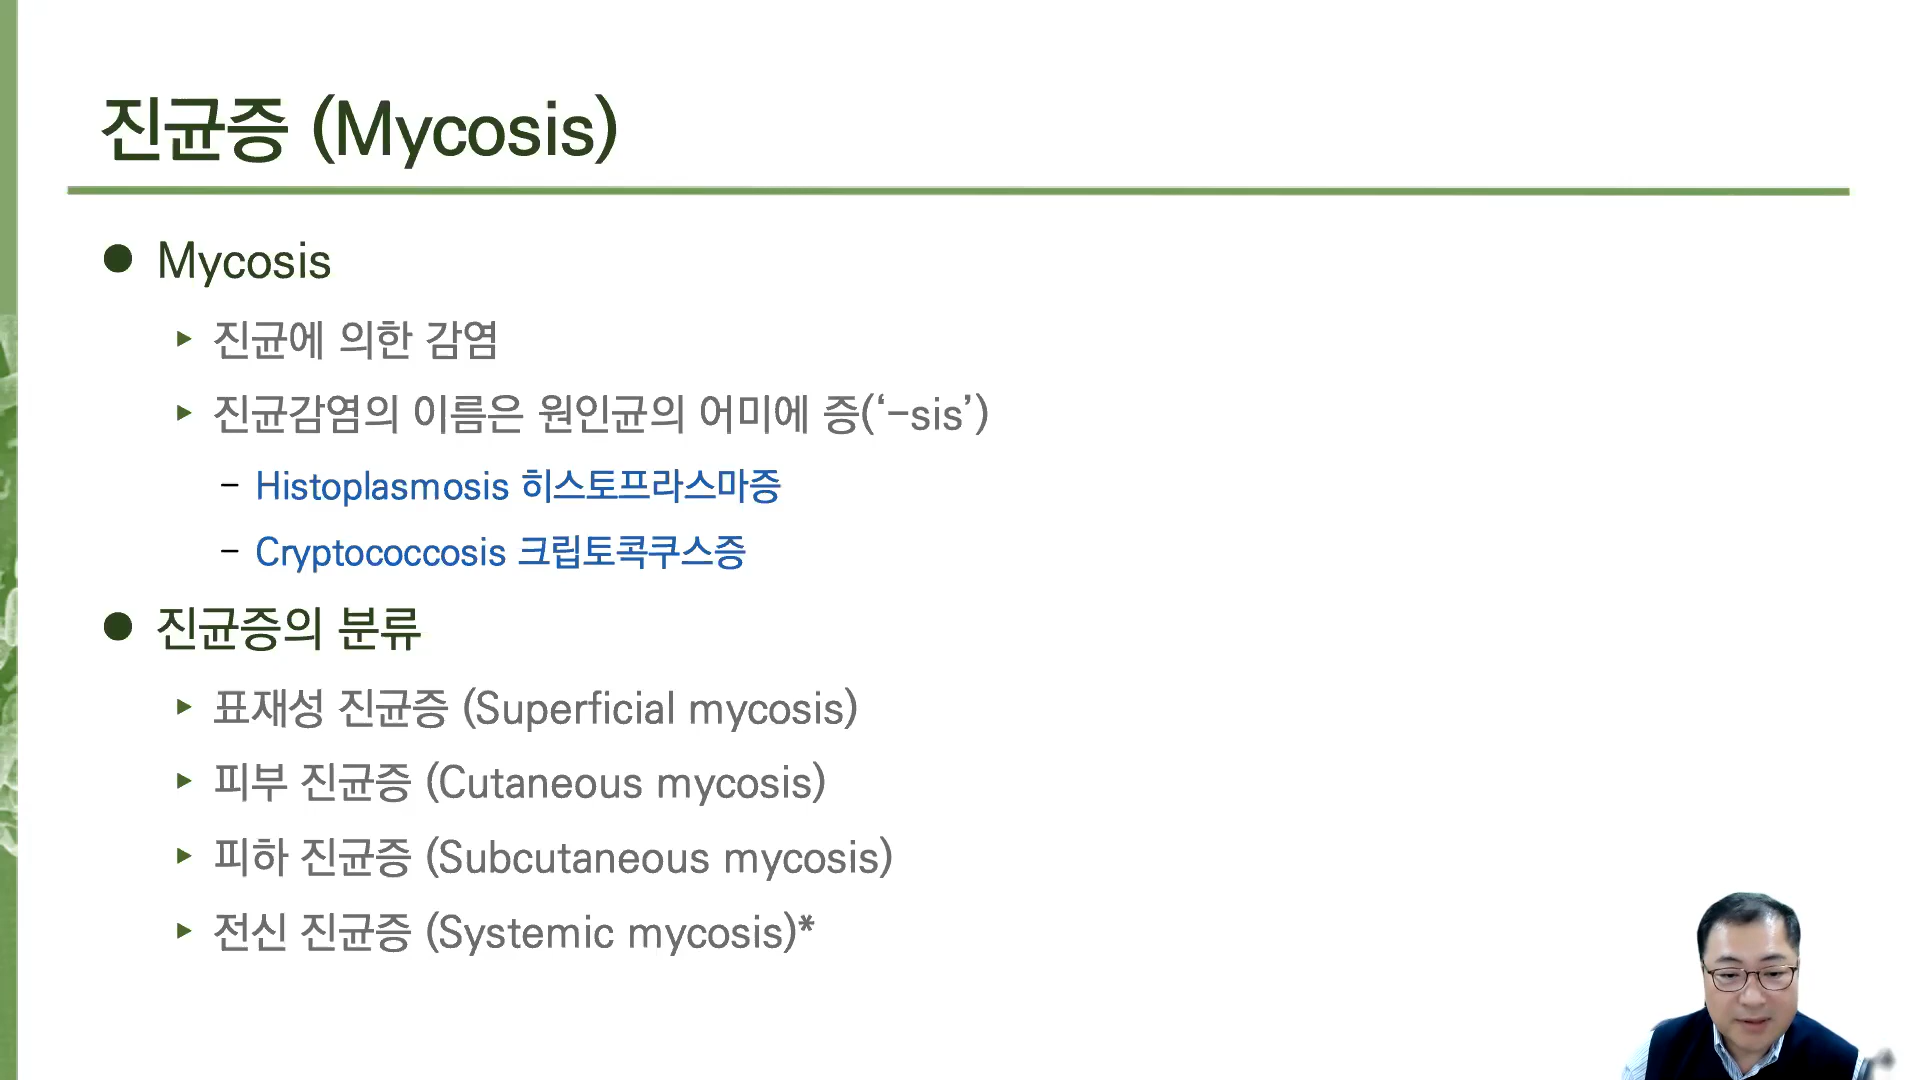 진균증 (Mycosis)
● Mycosis
▸ 진균에 의한 감염
▸ 진균감염의 이름은 원인균의 어미에 증(‘-sis’)
- Histoplasmosis 히스토프라스마증
- Cryptococcosis 크립토콕쿠스증
● 진균증의 분류
▸ 표재성 진균증 (Superficial mycosis)
▸ 피부 진균증 (Cutaneous mycosis)
▸ 피하 진균증 (Subcutaneous mycosis)
▸ 전신 진균증 (Systemic mycosis)*